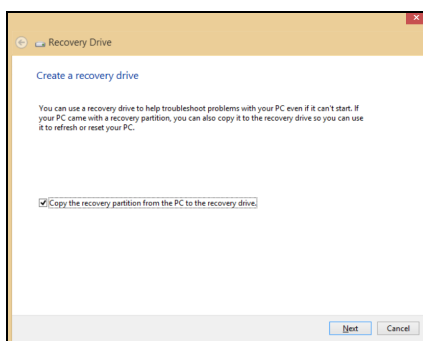 Recovery Drive
Create a recovery drive
You can use a recovery drive to help troubleshoot problems with your PC even if it can't start. If
your PC came with a recovery partition, you can also copy it to the recovery drive so you can use
it to refresh or reset your PC.
Copy the recovery partition from the PC to the recovery drive.
Next Cancel